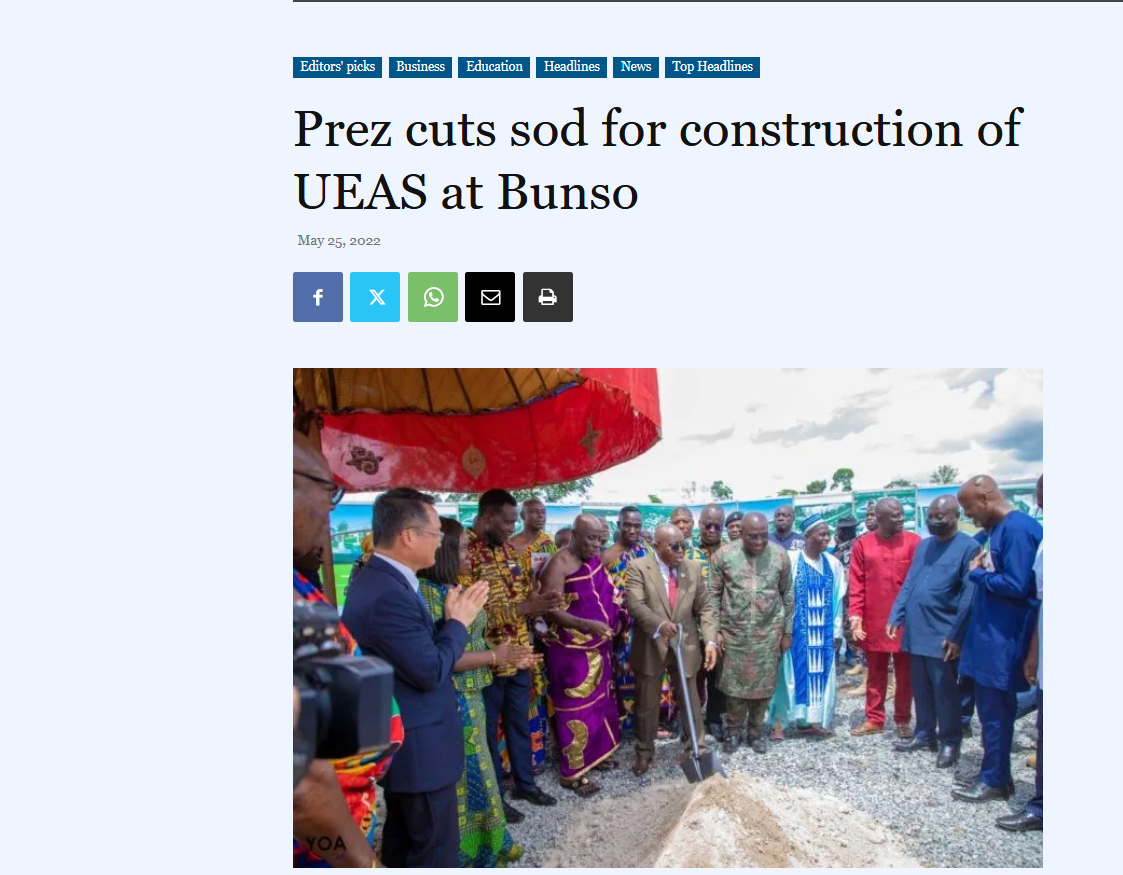 Editors' picks Business Education Headlines News Top Headlines
Prez cuts sod for construction of
UEAS at Bunso
May 25, 2022
YOA